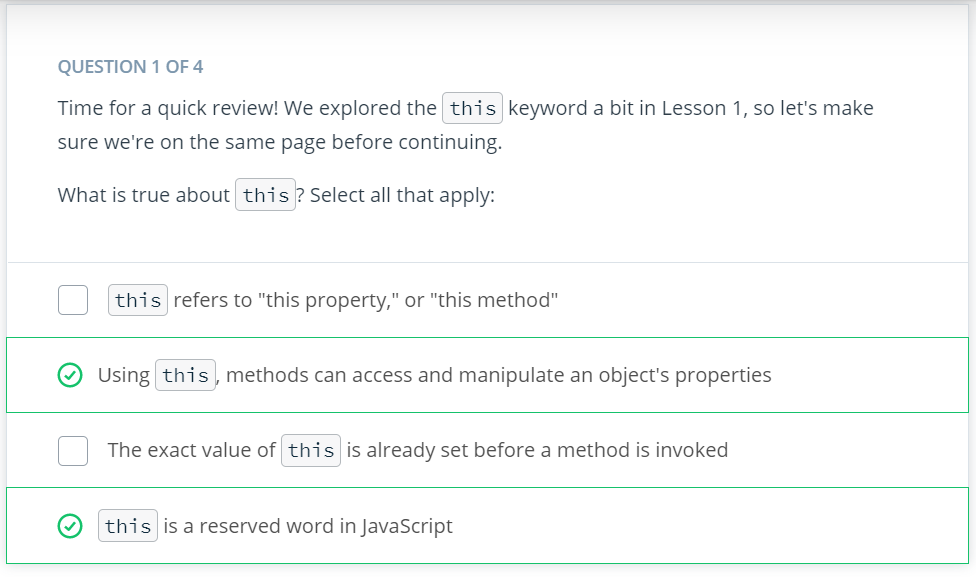 QUESTION 1 OF 4
Time for a quick review! We explored the this keyword a bit in Lesson 1, so let's make
sure we're on the same page before continuing.
What is true about this? Select all that apply:
this refers to "this property," or "this method"
Using this, methods can access and manipulate an object's properties
The exact value of this is already set before a method is invoked
this is a reserved word in JavaScript